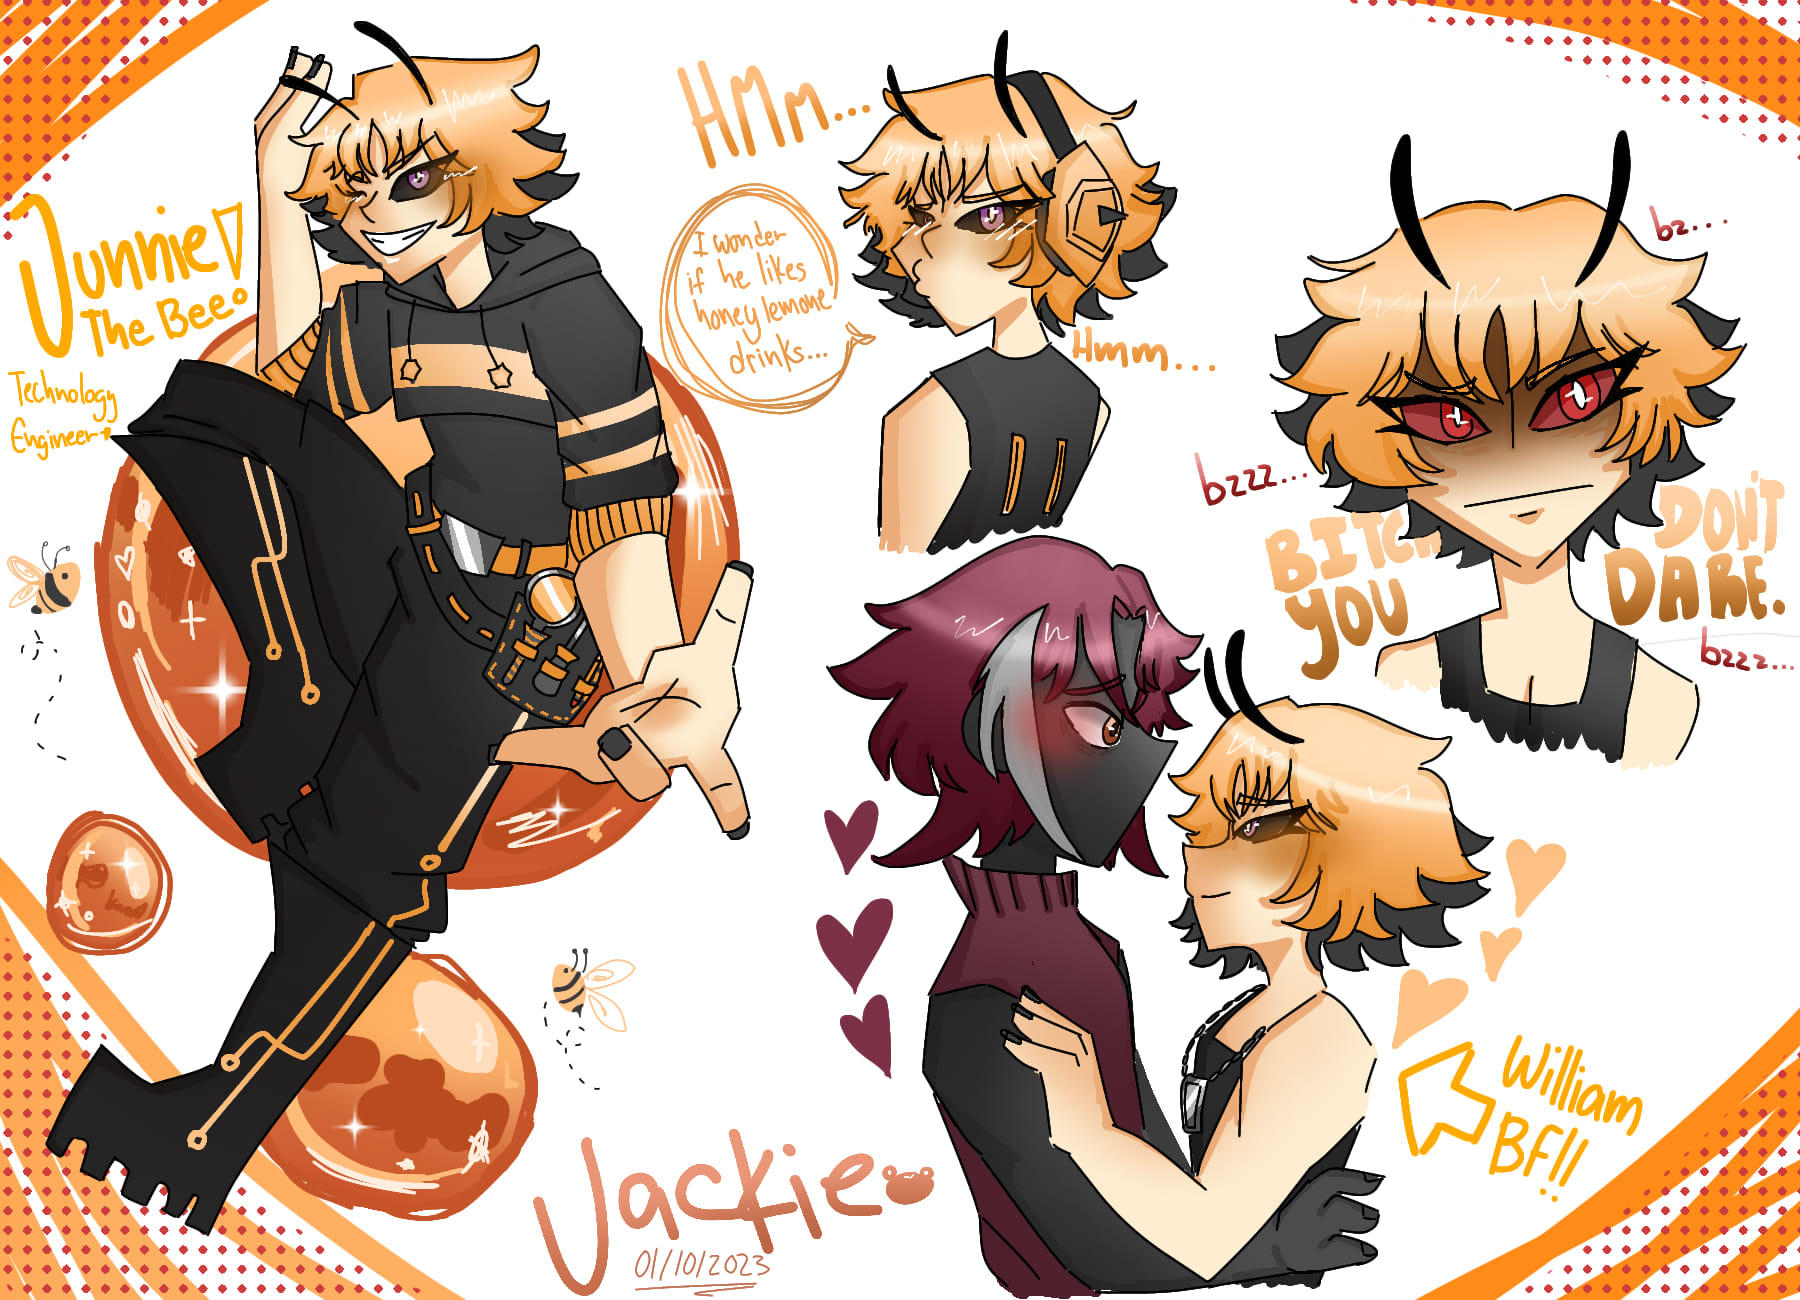 Junnie!
The Bee.
Technology
Engineer
HMm...
I wonder
if he likes
honey lemone
drinks...
Hmm...
bz...
bzzz...
BITCH
YOU
DON'T
DARE.
bzzz...
William
BF!!
Jackie
01/10/2023